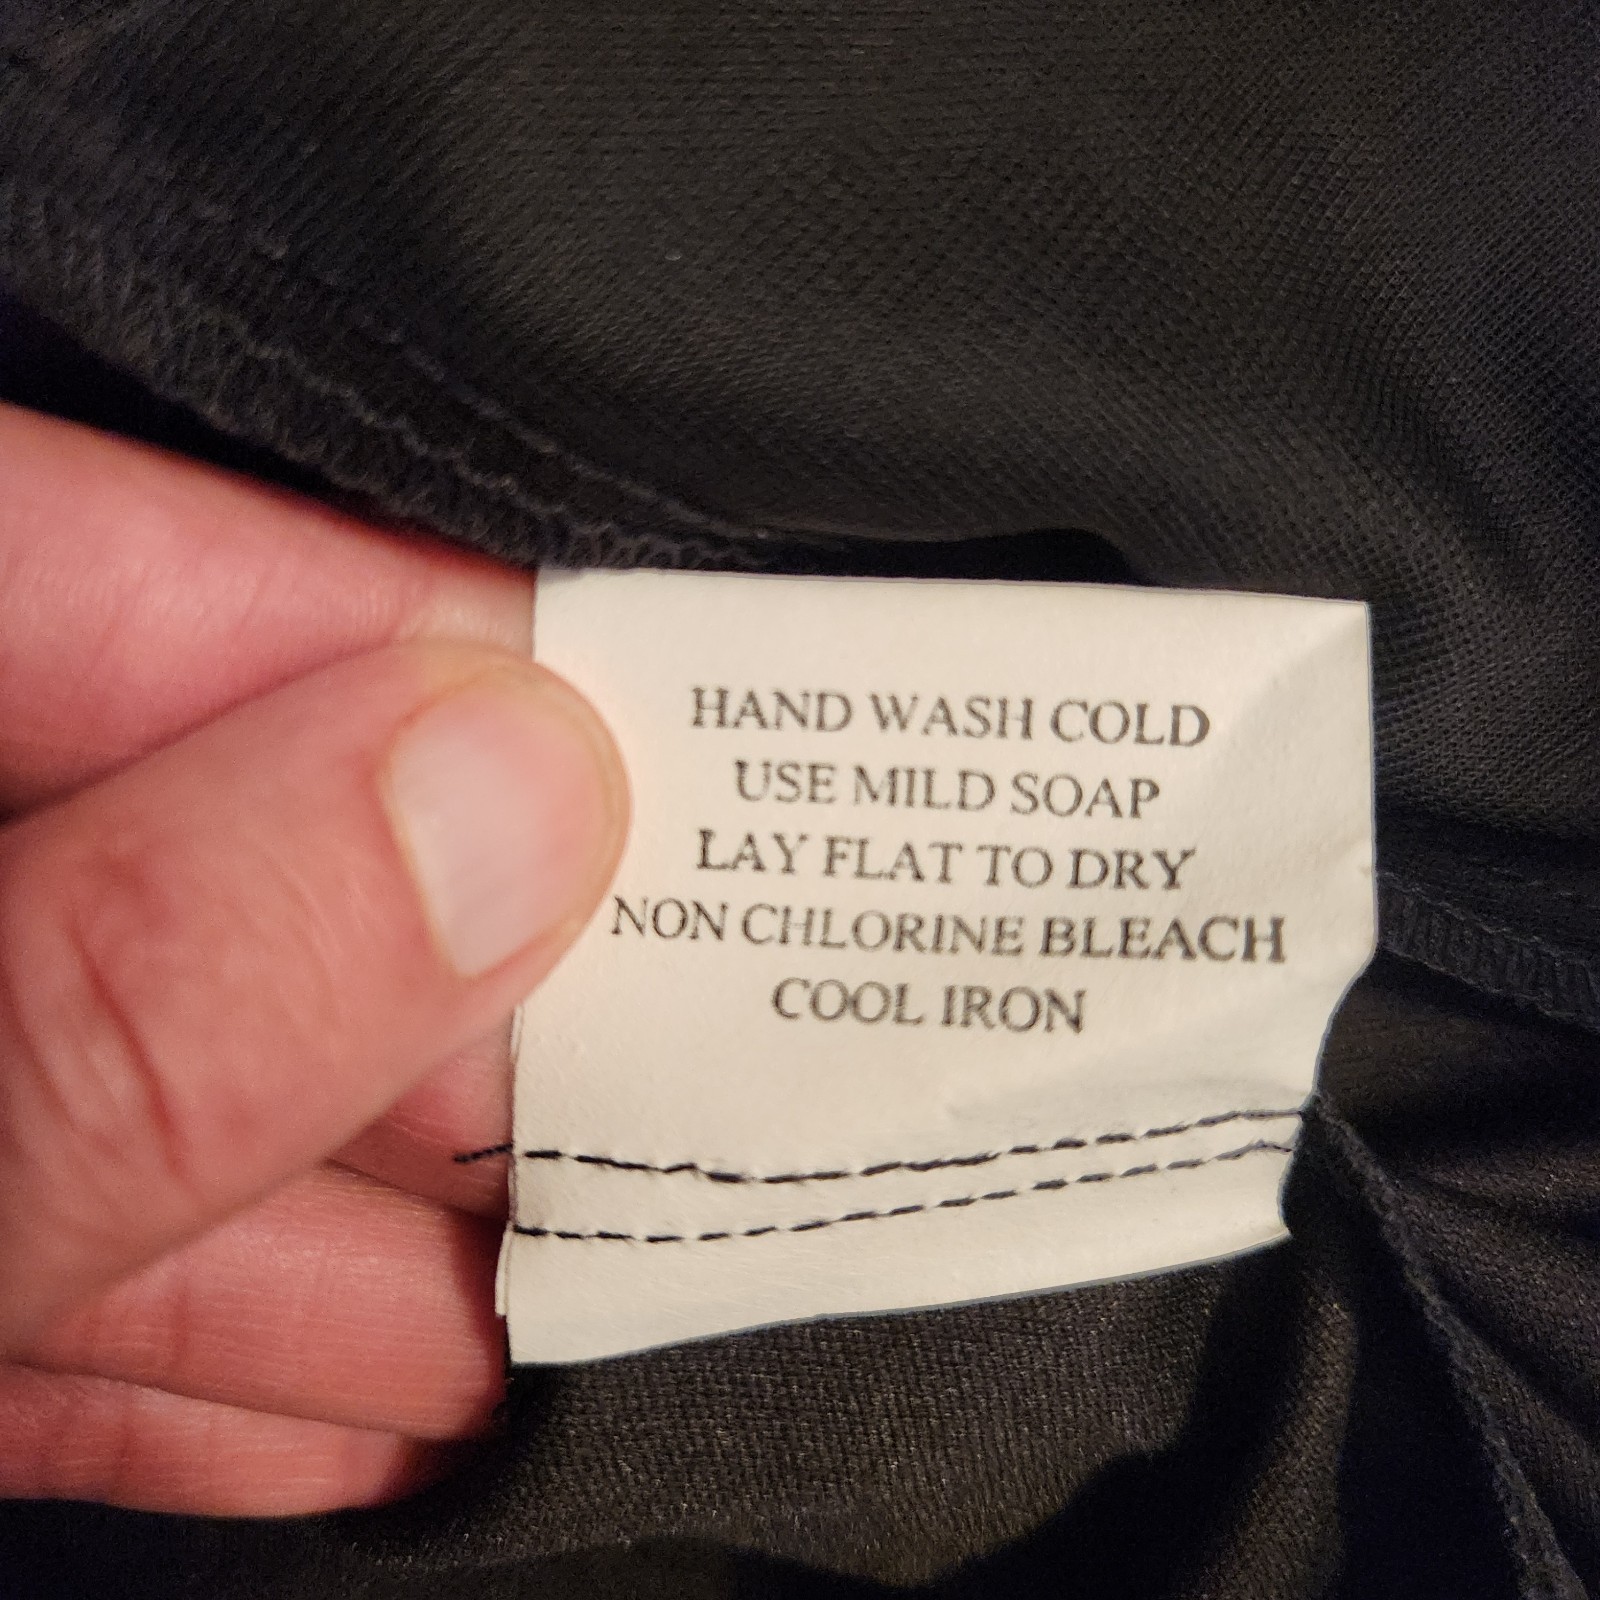 HAND WASH COLD
USE MILD SOAP
LAY FLAT TO DRY
NON CHLORINE BLEACH
COOL IRON